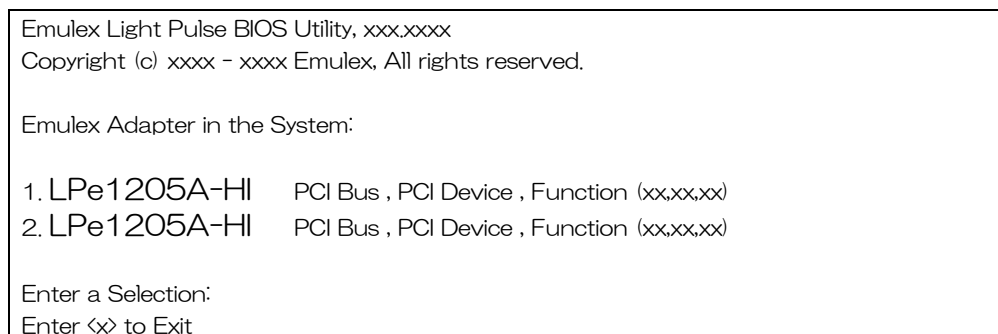 Emulex Light Pulse BIOS Utility, xxx.xxxx
Copyright (c) xxxx - xxxx Emulex, All rights reserved.
Emulex Adapter in the System:
1. LPe1205A-HI PCI Bus , PCI Device , Function (xx,xx,xx)
2. LPe1205A-HI PCI Bus , PCI Device , Function (xx,xx,xx)
Enter a Selection:
Enter <x> to Exit